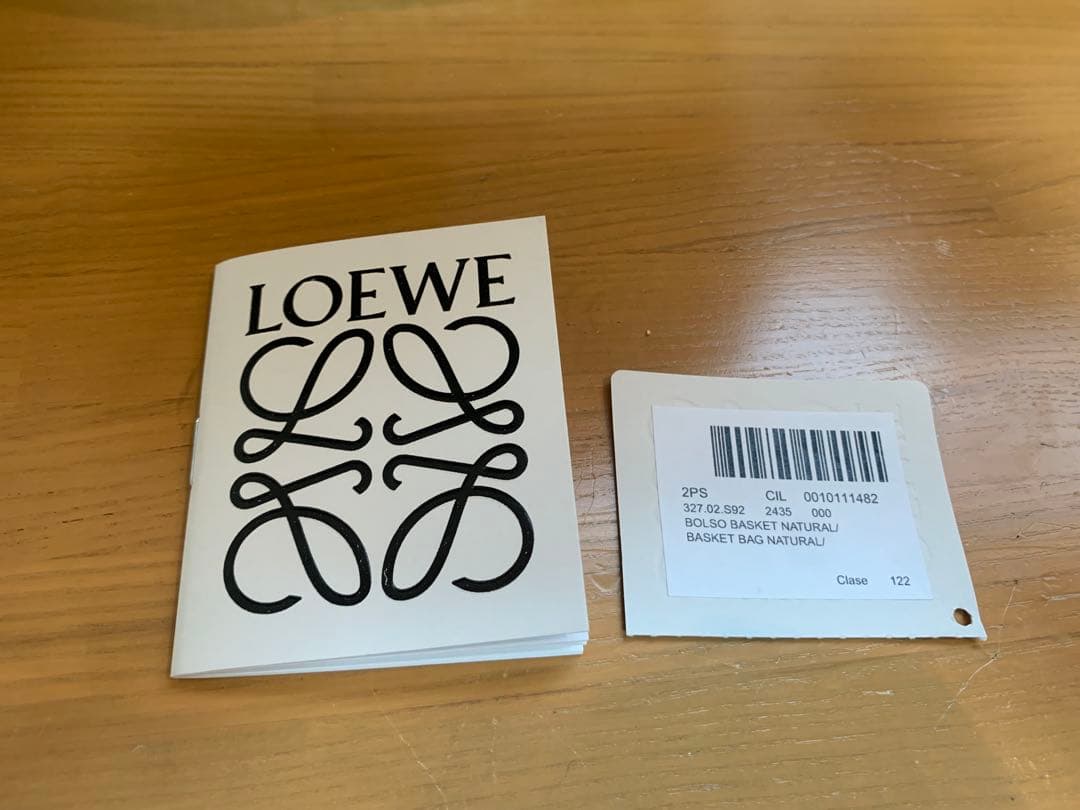 LOEWE
2PS CIL 0010111482
327.02.S92 2435 000
BOLSO BASKET NATURAL/
BASKET BAG NATURAL/
Clase 122